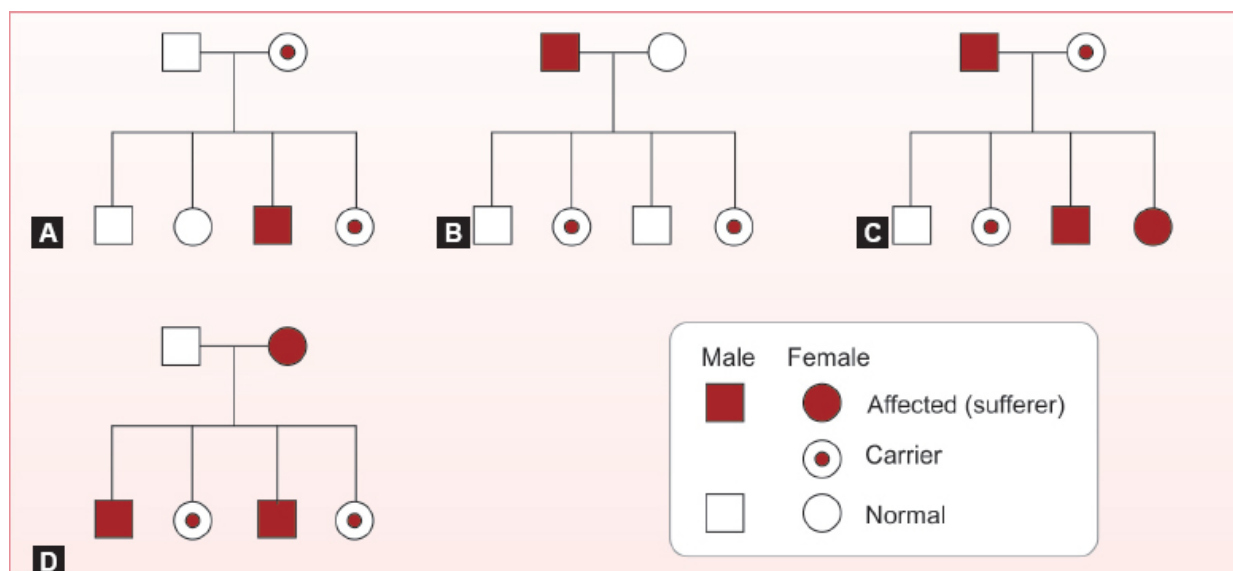 A
B
C
D
Male Female
Affected (sufferer)
Carrier
Normal